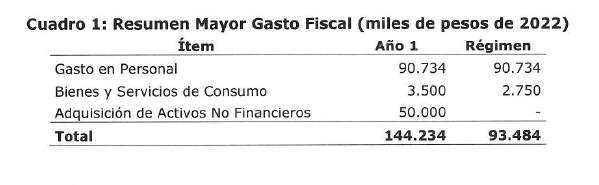 Cuadro 1: Resumen Mayor Gasto Fiscal (miles de pesos de 2022)
Ítem Año 1 Régimen
Gasto en Personal 90.734 90.734
Bienes y Servicios de Consumo 3.500 2.750
Adquisición de Activos No Financieros 50.000 -
Total 144.234 93.484